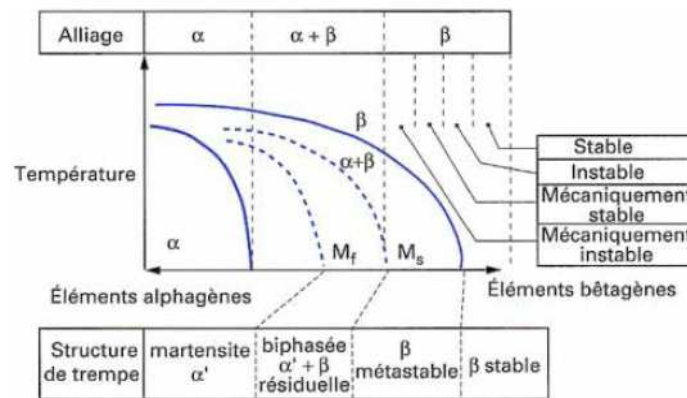 Alliage α α + β β
β
α+β
Stable
Instable
Mécaniquement
stable
Mécaniquement
instable
Température
α
Mf Ms
Éléments alphagènes Éléments bêtagènes
Structure
de trempe
martensite
α'
biphasée
α' + β
résiduelle
β
métastable
β stable